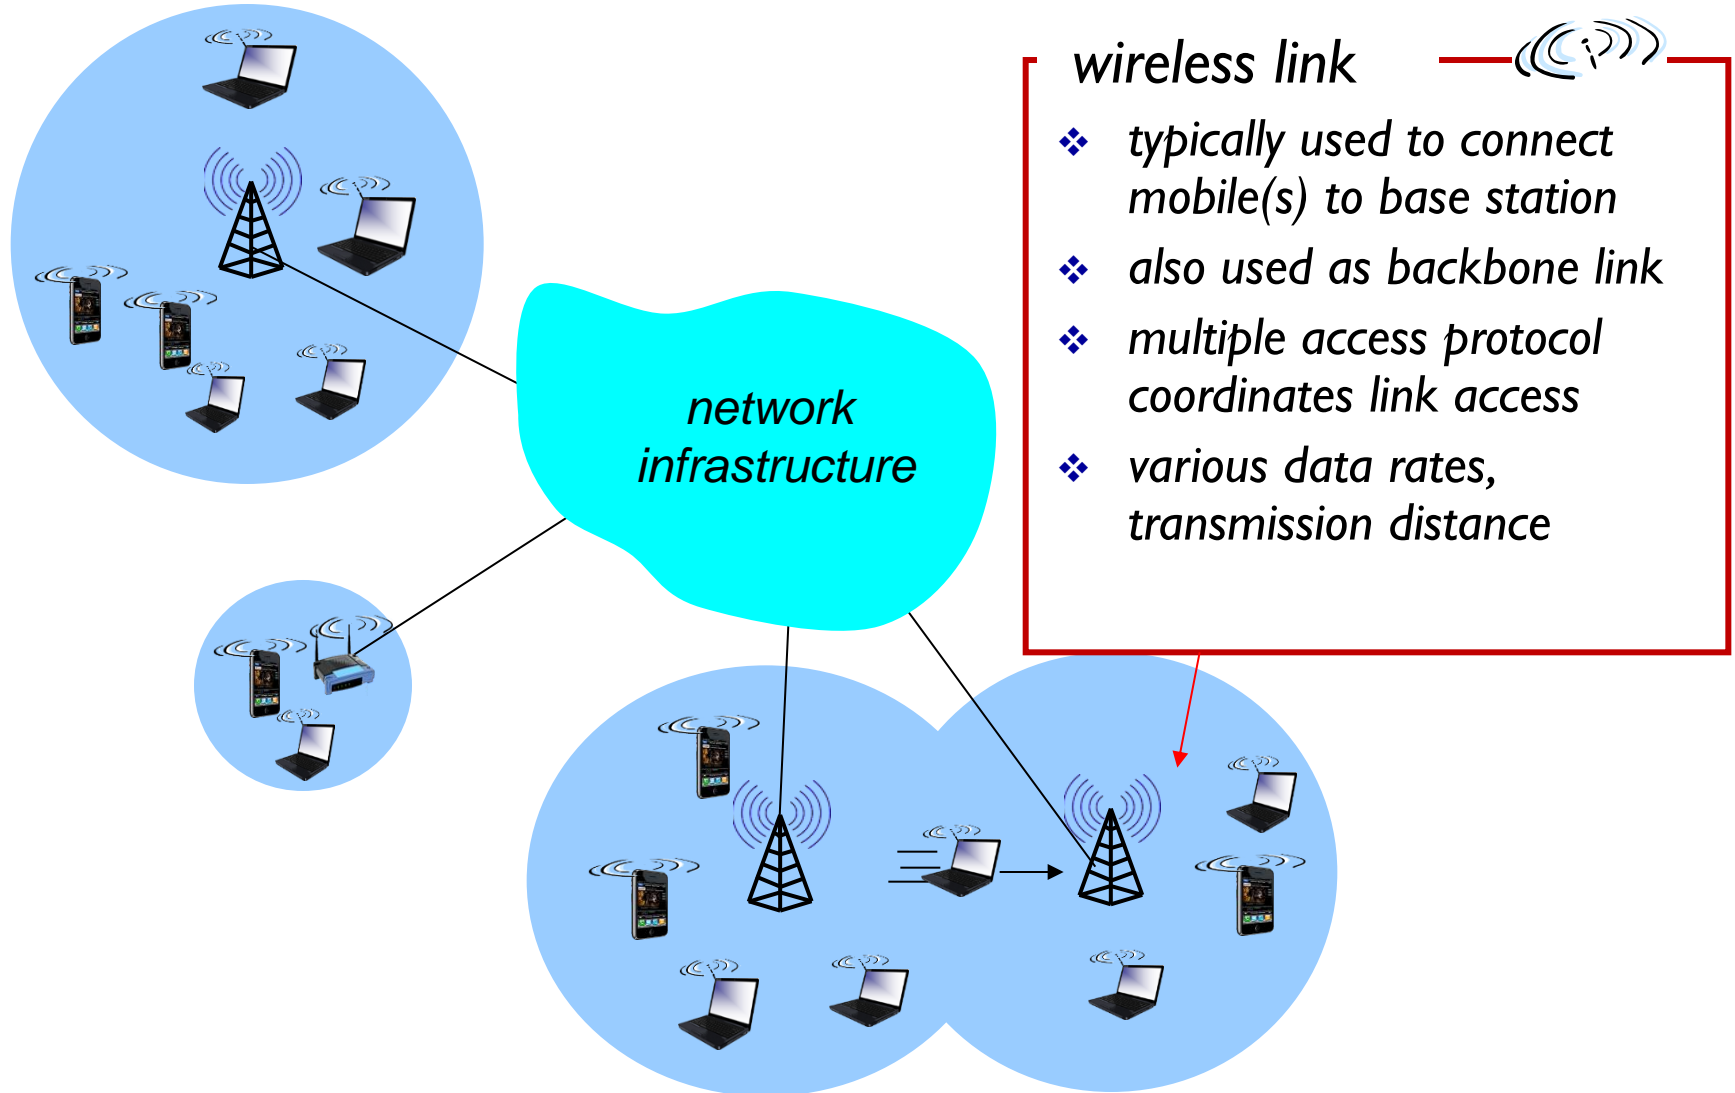 wireless link
typically used to connect
mobile(s) to base station
also used as backbone link
multiple access protocol
coordinates link access
various data rates,
transmission distance
network
infrastructure